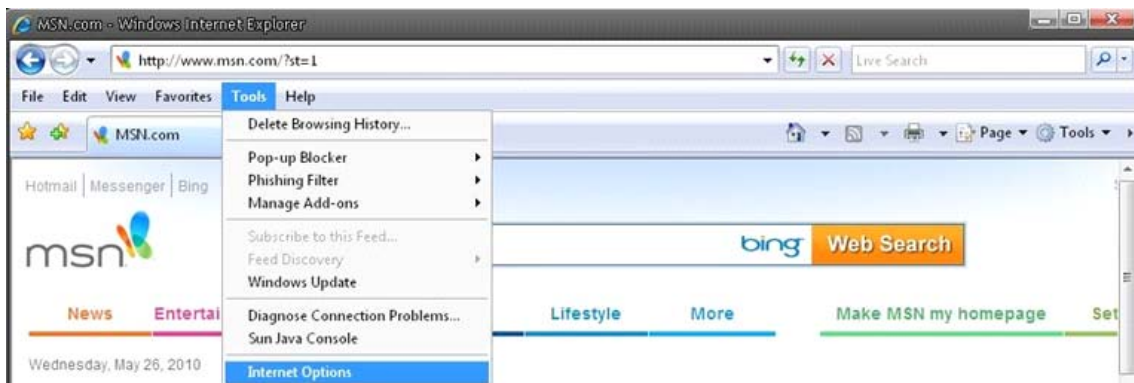 MSN.com - Windows Internet Explorer
http://www.msn.com/?st=1
Live Search
File Edit View Favorites Tools Help
MSN.com
Page Tools
Delete Browsing History...
Pop-up Blocker
Phishing Filter
Manage Add-ons
Subscribe to this Feed...
Feed Discovery
Windows Update
Diagnose Connection Problems...
Sun Java Console
Internet Options
Hotmail | Messenger | Bing
msn
bing Web Search
News Entertai Lifestyle More Make MSN my homepage Set
Wednesday, May 26, 2010